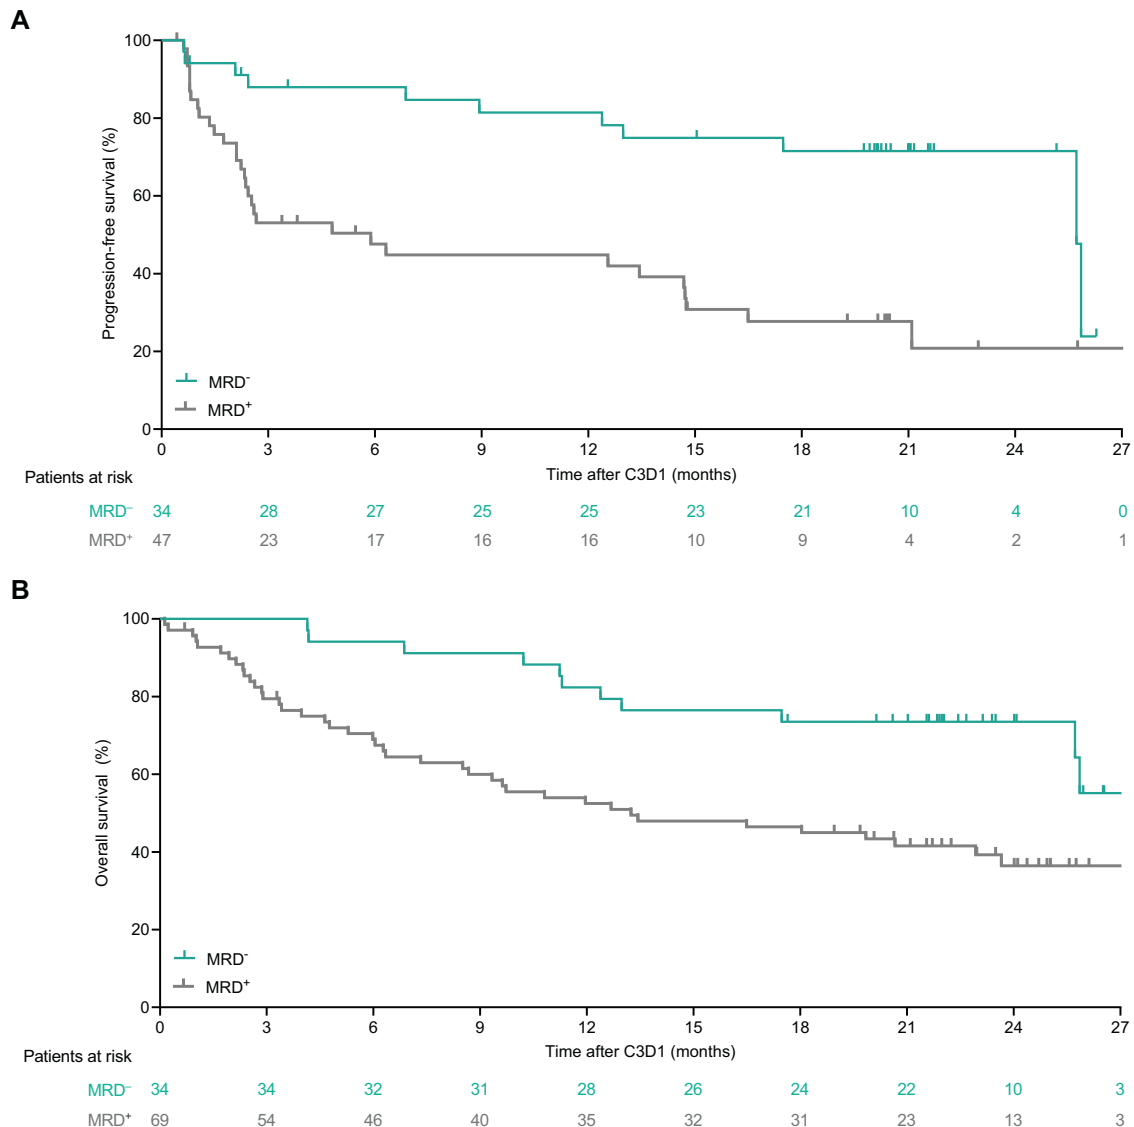 A
100
80
60
40
20
0
Progression-free survival (%)
MRD-
MRD+
0 3 6 9 12 15 18 21 24 27
Time after C3D1 (months)
Patients at risk
MRD– 34 28 27 25 25 23 21 10 4 0
MRD+ 47 23 17 16 16 10 9 4 2 1
B
100
80
60
40
20
0
Overall survival (%)
MRD-
MRD+
0 3 6 9 12 15 18 21 24 27
Time after C3D1 (months)
Patients at risk
MRD– 34 34 32 31 28 26 24 22 10 3
MRD+ 69 54 46 40 35 32 31 23 13 3